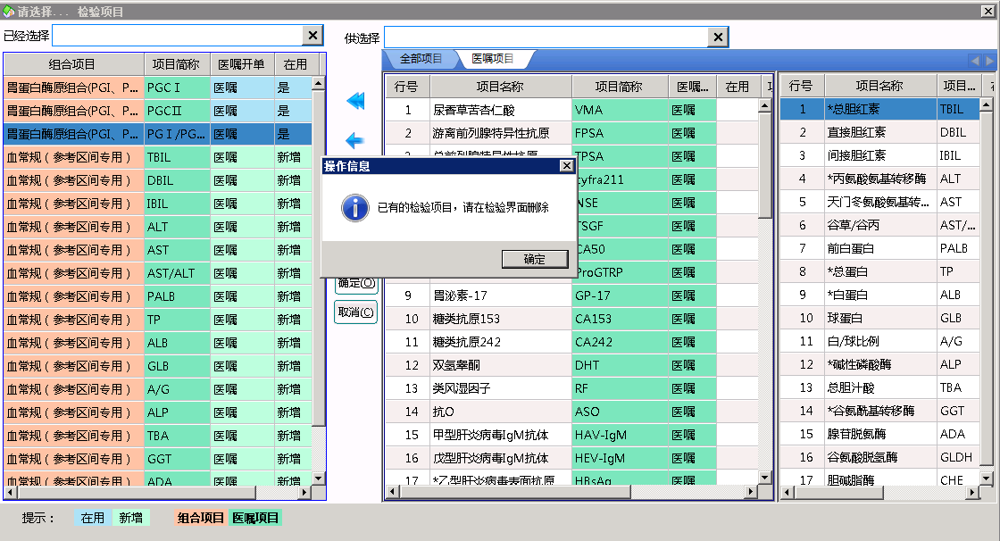 请选择... 检验项目
已经选择
供选择
组合项目 项目简称 医嘱开单 在用
胃蛋白酶原组合(PGI、P... PGCⅠ 医嘱 是
胃蛋白酶原组合(PGI、P... PGCⅡ 医嘱 是
胃蛋白酶原组合(PGI、P... PGⅠ/PG... 医嘱 是
血常规（参考区间专用） TBIL 医嘱 新增
血常规（参考区间专用） DBIL 医嘱 新增
血常规（参考区间专用） IBIL 医嘱 新增
血常规（参考区间专用） ALT 医嘱 新增
血常规（参考区间专用） AST 医嘱 新增
血常规（参考区间专用） AST/ALT 医嘱 新增
血常规（参考区间专用） PALB 医嘱 新增
血常规（参考区间专用） TP 医嘱 新增
血常规（参考区间专用） ALB 医嘱 新增
血常规（参考区间专用） GLB 医嘱 新增
血常规（参考区间专用） A/G 医嘱 新增
血常规（参考区间专用） ALP 医嘱 新增
血常规（参考区间专用） TBA 医嘱 新增
血常规（参考区间专用） GGT 医嘱 新增
血常规（参考区间专用） ADA 医嘱 新增
确定(O)
取消(C)
全部项目 医嘱项目
行号 项目名称 项目简称 医嘱... 在用
1 尿香草苦杏仁酸 VMA 医嘱
2 游离前列腺特异性抗原 FPSA 医嘱
3 总前列腺特异性抗原 TPSA 医嘱
cyfra211 医嘱
NSE 医嘱
TSGF 医嘱
CA50 医嘱
ProGTRP 医嘱
9 胃泌素-17 GP-17 医嘱
10 糖类抗原153 CA153 医嘱
11 糖类抗原242 CA242 医嘱
12 双氢睾酮 DHT 医嘱
13 类风湿因子 RF 医嘱
14 抗O ASO 医嘱
15 甲型肝炎病毒IgM抗体 HAV-IgM 医嘱
16 戊型肝炎病毒IgM抗体 HEV-IgM 医嘱
17 *乙型肝炎病毒表面抗原 HBsAg 医嘱
行号 项目名称 项目...
1 *总胆红素 TBIL
2 直接胆红素 DBIL
3 间接胆红素 IBIL
4 *丙氨酸氨基转移酶 ALT
5 天门冬氨酸氨基转... AST
6 谷草/谷丙 AST/...
7 前白蛋白 PALB
8 *总蛋白 TP
9 *白蛋白 ALB
10 球蛋白 GLB
11 白/球比例 A/G
12 *碱性磷酸酶 ALP
13 总胆汁酸 TBA
14 *谷氨酰基转移酶 GGT
15 腺苷脱氨酶 ADA
16 谷氨酸脱氢酶 GLDH
17 胆碱脂酶 CHE
操作信息
已有的检验项目，请在检验界面删除
确定
提示： 在用 新增 组合项目 医嘱项目